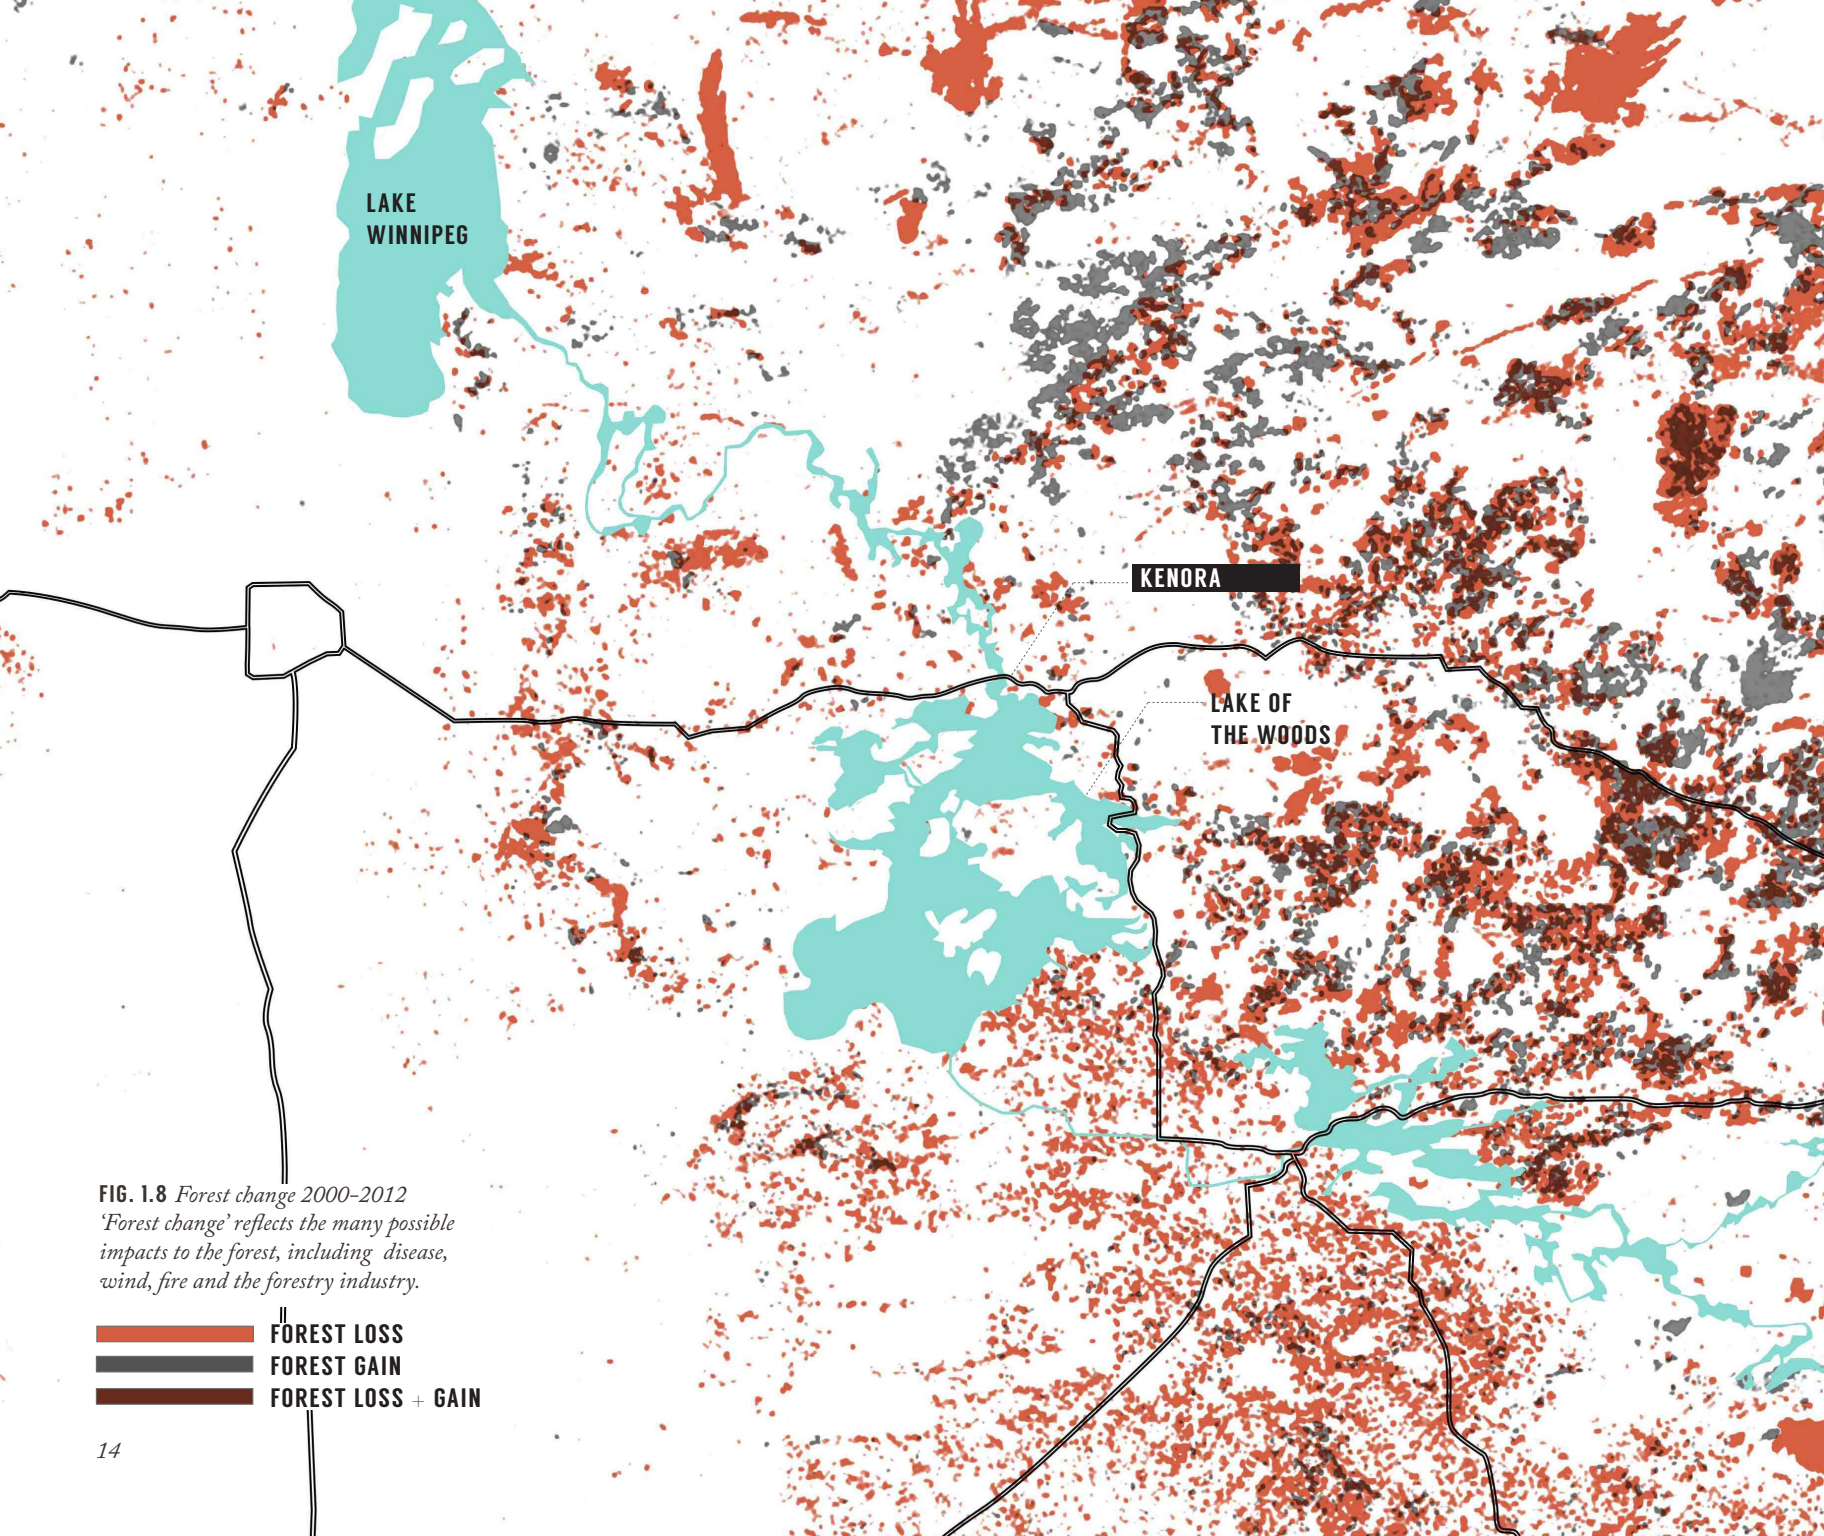 LAKE
WINNIPEG
KENORA
LAKE OF
THE WOODS
FIG. 1.8 Forest change 2000–2012
‘Forest change’ reflects the many possible
impacts to the forest, including disease,
wind, fire and the forestry industry.
FOREST LOSS
FOREST GAIN
FOREST LOSS + GAIN
14